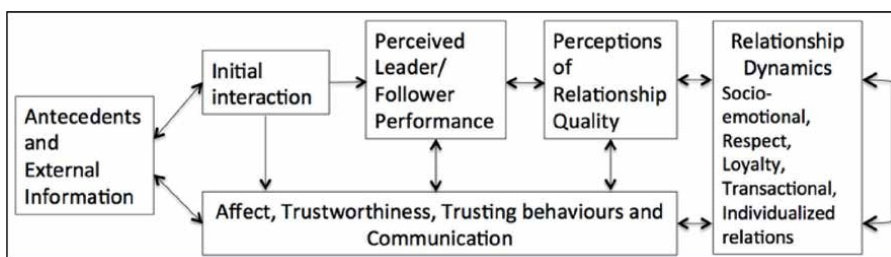 Antecedents
and
External
Information
Initial
interaction
Perceived
Leader/
Follower
Performance
Perceptions
of
Relationship
Quality
Relationship
Dynamics
Socio-
emotional,
Respect,
Loyalty,
Transactional,
Individualized
relations
Affect, Trustworthiness, Trusting behaviours and
Communication